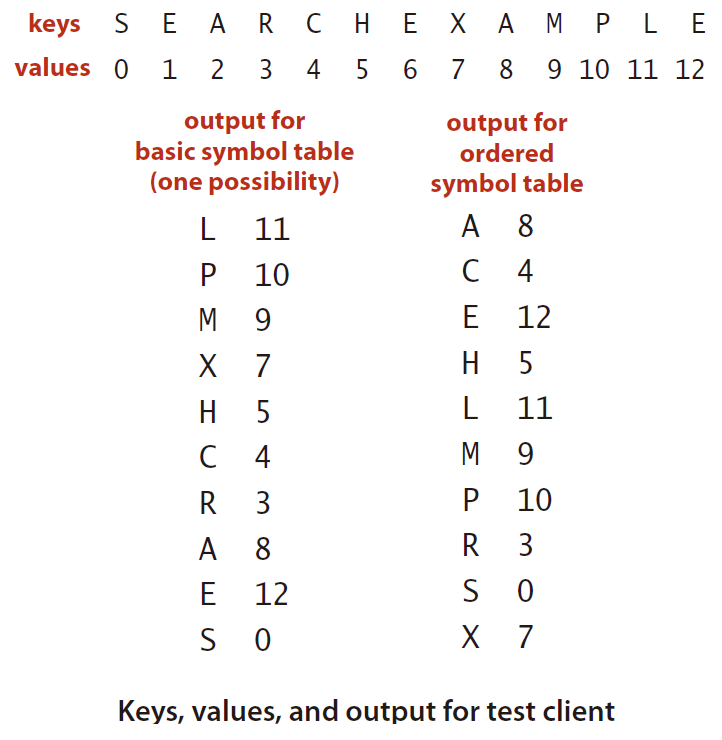 keys S E A R C H E X A M P L E
values 0 1 2 3 4 5 6 7 8 9 10 11 12
output for
basic symbol table
(one possibility)
L 11
P 10
M 9
X 7
H 5
C 4
R 3
A 8
E 12
S 0
output for
ordered
symbol table
A 8
C 4
E 12
H 5
L 11
M 9
P 10
R 3
S 0
X 7
Keys, values, and output for test client